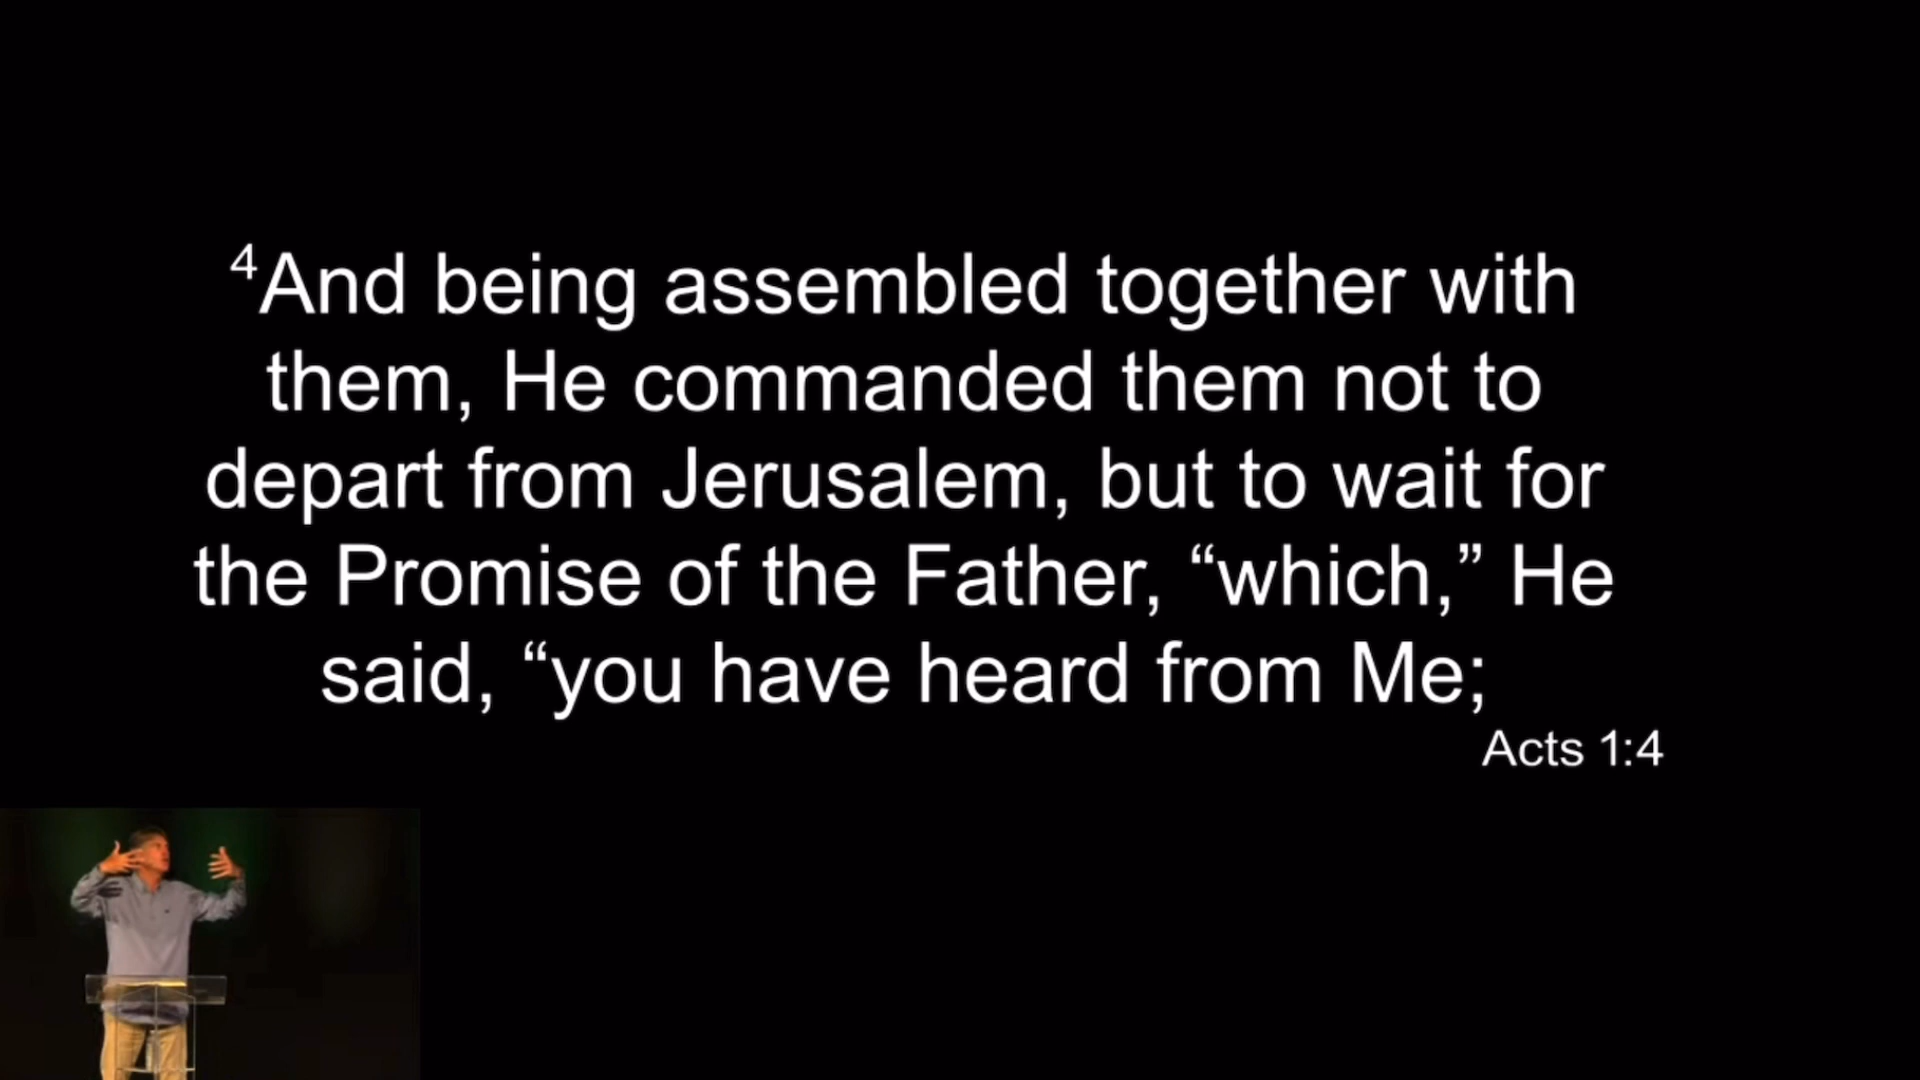 ⁴And being assembled together with
them, He commanded them not to
depart from Jerusalem, but to wait for
the Promise of the Father, “which,” He
said, “you have heard from Me;
Acts 1:4